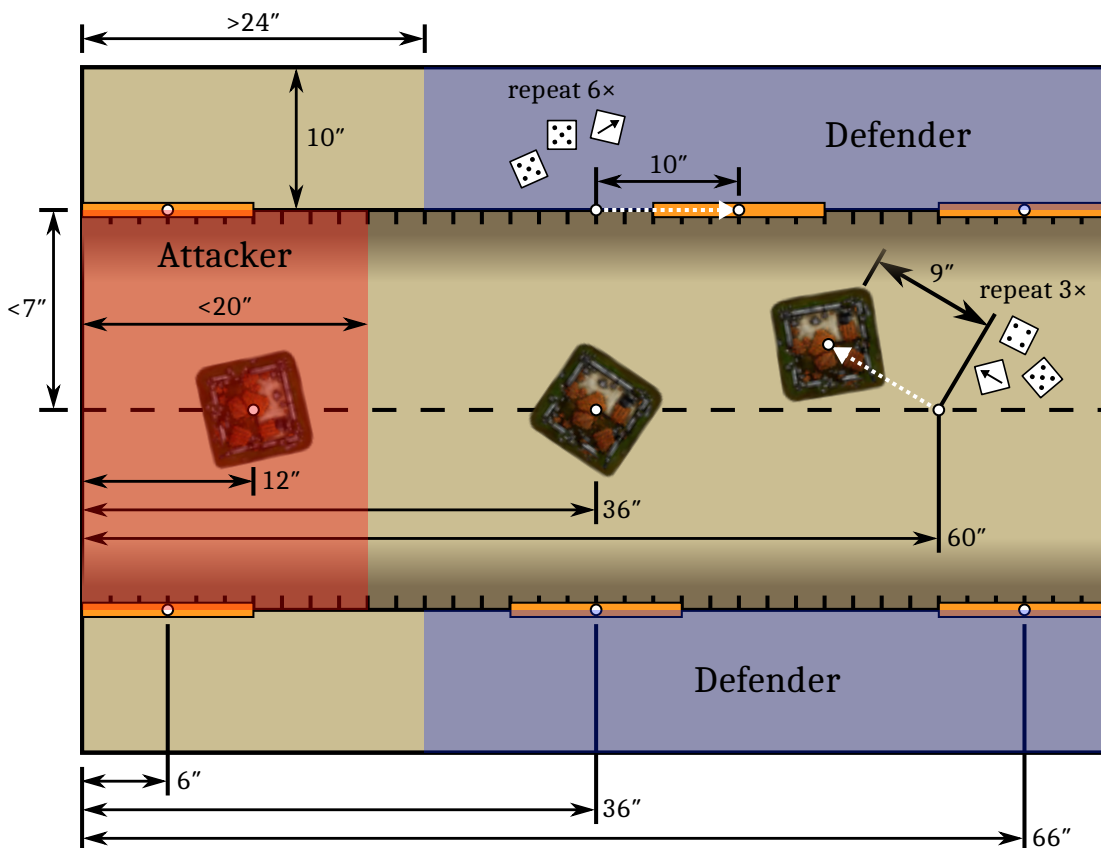 >24″
repeat 6×
10″
Defender
10″
Attacker
9″
repeat 3×
<7″
<20″
12″
36″
60″
Defender
6″
36″
66″